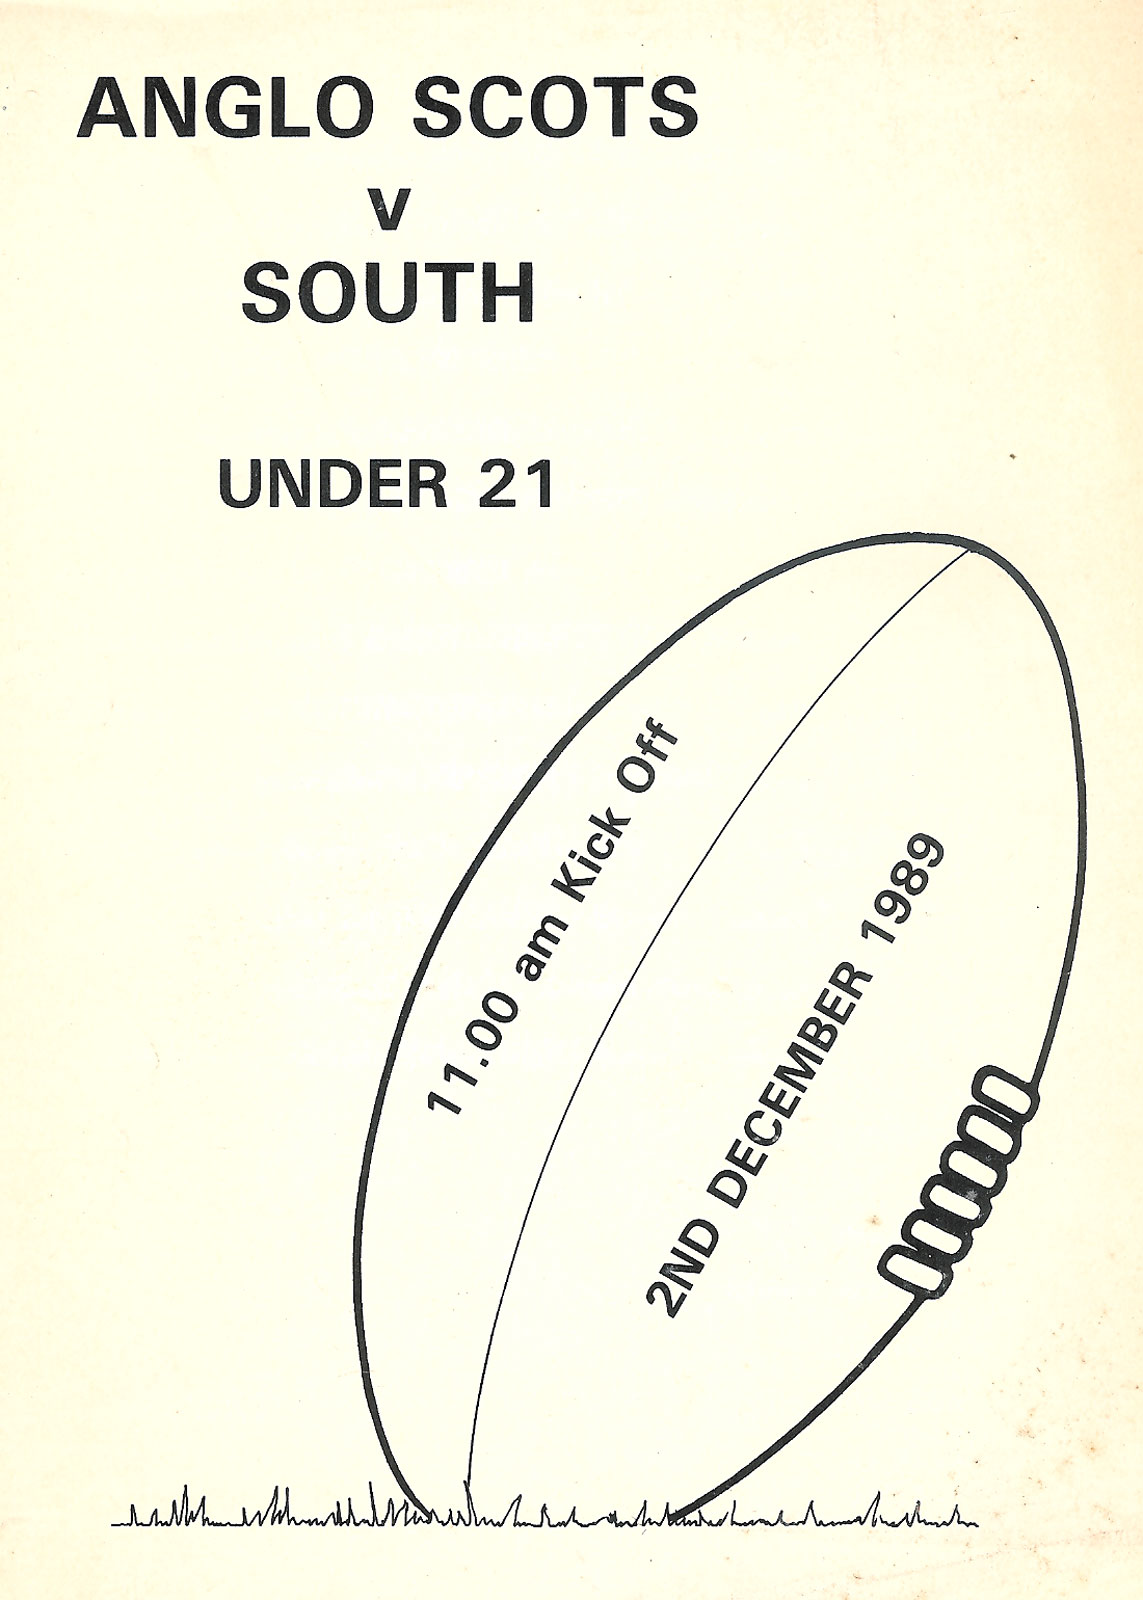 ANGLO SCOTS
v
SOUTH
UNDER 21
11.00 am Kick Off
2ND DECEMBER 1989